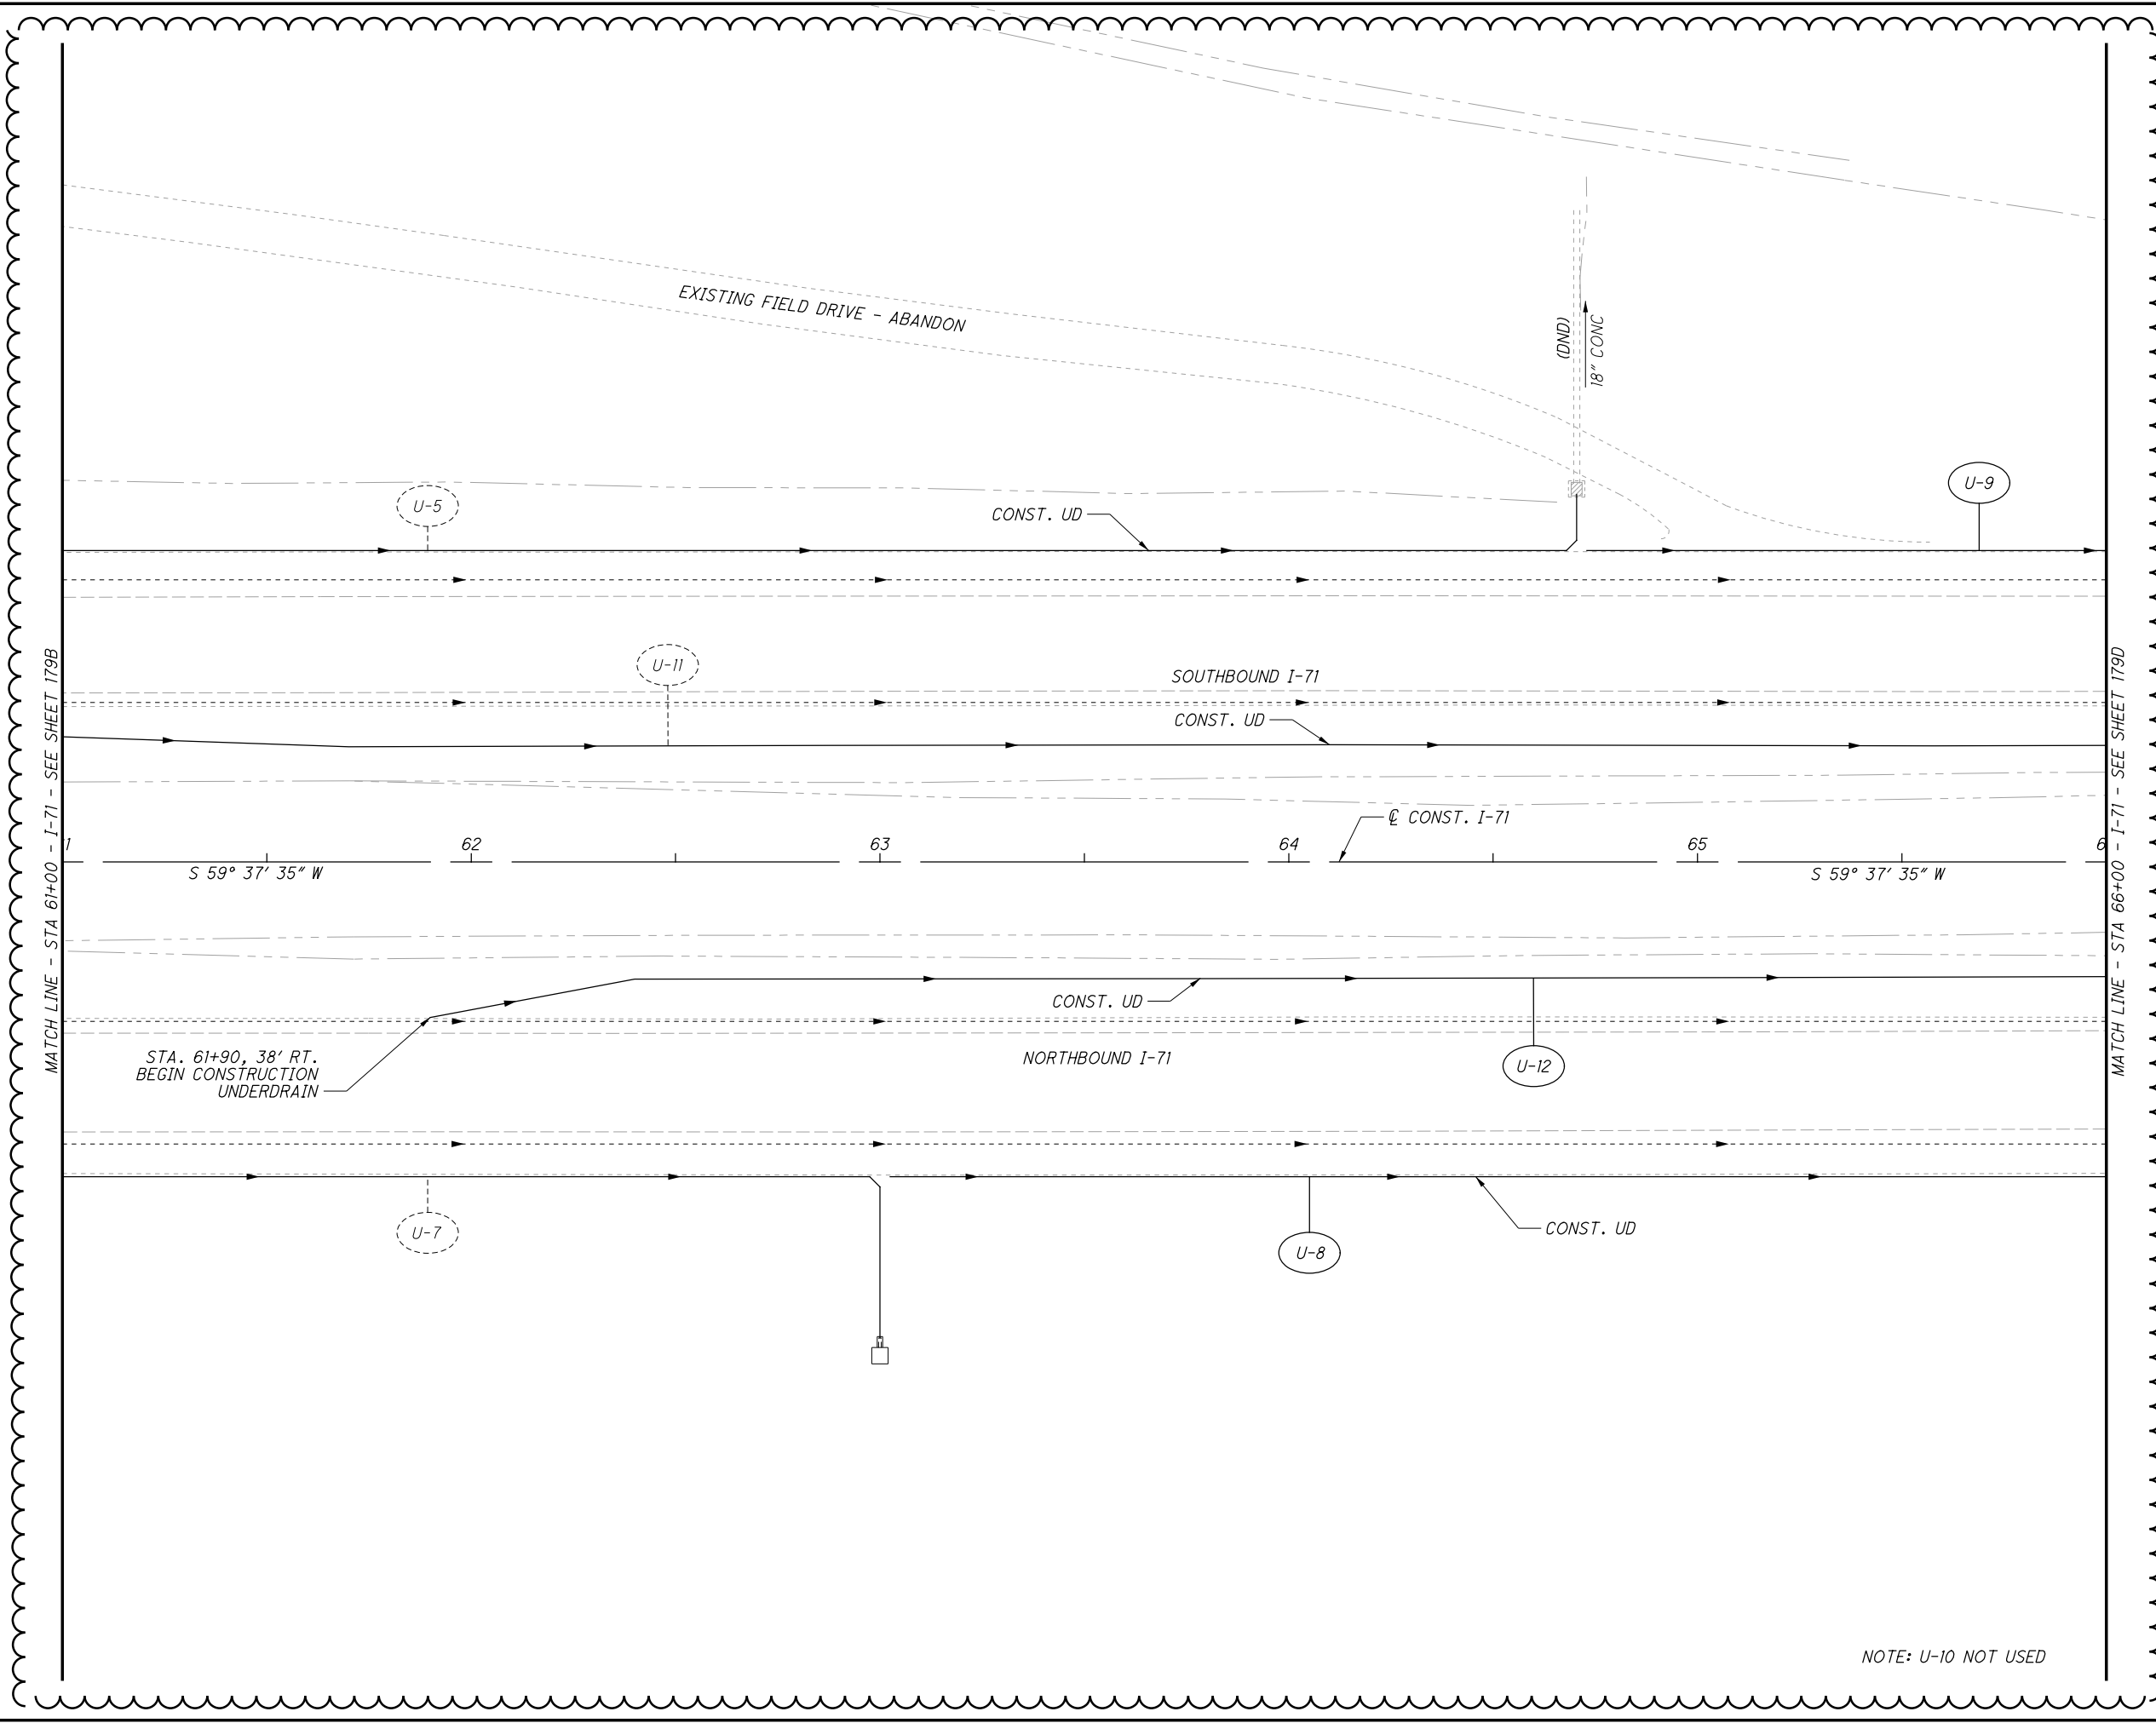 EXISTING FIELD DRIVE - ABANDON
(DND)
18" CONC
U-5
CONST. UD
U-9
U-11
SOUTHBOUND I-71
CONST. UD
MATCH LINE - STA 61+00 - I-71 - SEE SHEET 179B
MATCH LINE - STA 66+00 - I-71 - SEE SHEET 179D
℄ CONST. I-71
1
62
63
64
65
6
S 59° 37' 35" W
S 59° 37' 35" W
CONST. UD
STA. 61+90, 38' RT.
BEGIN CONSTRUCTION
UNDERDRAIN
NORTHBOUND I-71
U-12
U-7
U-8
CONST. UD
NOTE: U-10 NOT USED